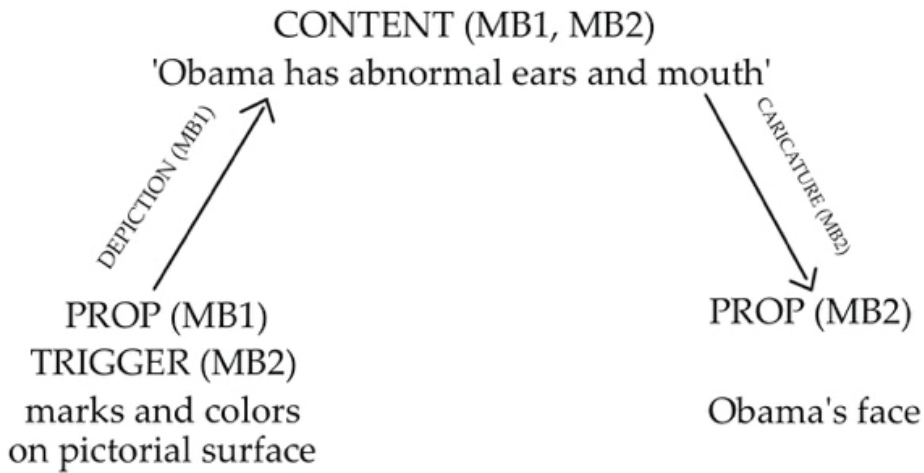 CONTENT (MB1, MB2)
'Obama has abnormal ears and mouth'
DEPICTION (MB1)
CARICATURE (MB2)
PROP (MB1)
TRIGGER (MB2)
marks and colors
on pictorial surface
PROP (MB2)
Obama's face